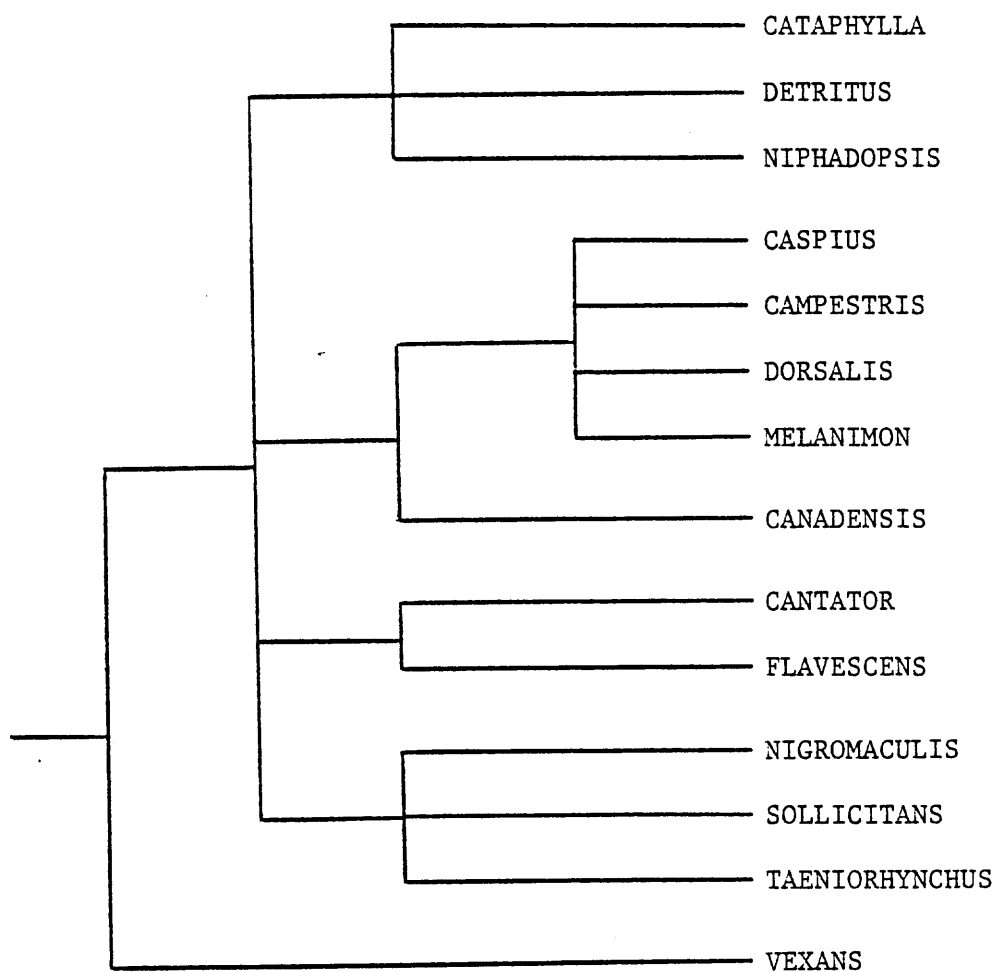 CATAPHYLLA
DETRITUS
NIPHADOPSIS
CASPIUS
CAMPESTRIS
DORSALIS
MELANIMON
CANADENSIS
CANTATOR
FLAVESCENS
NIGROMACULIS
SOLLICITANS
TAENIORHYNCHUS
VEXANS